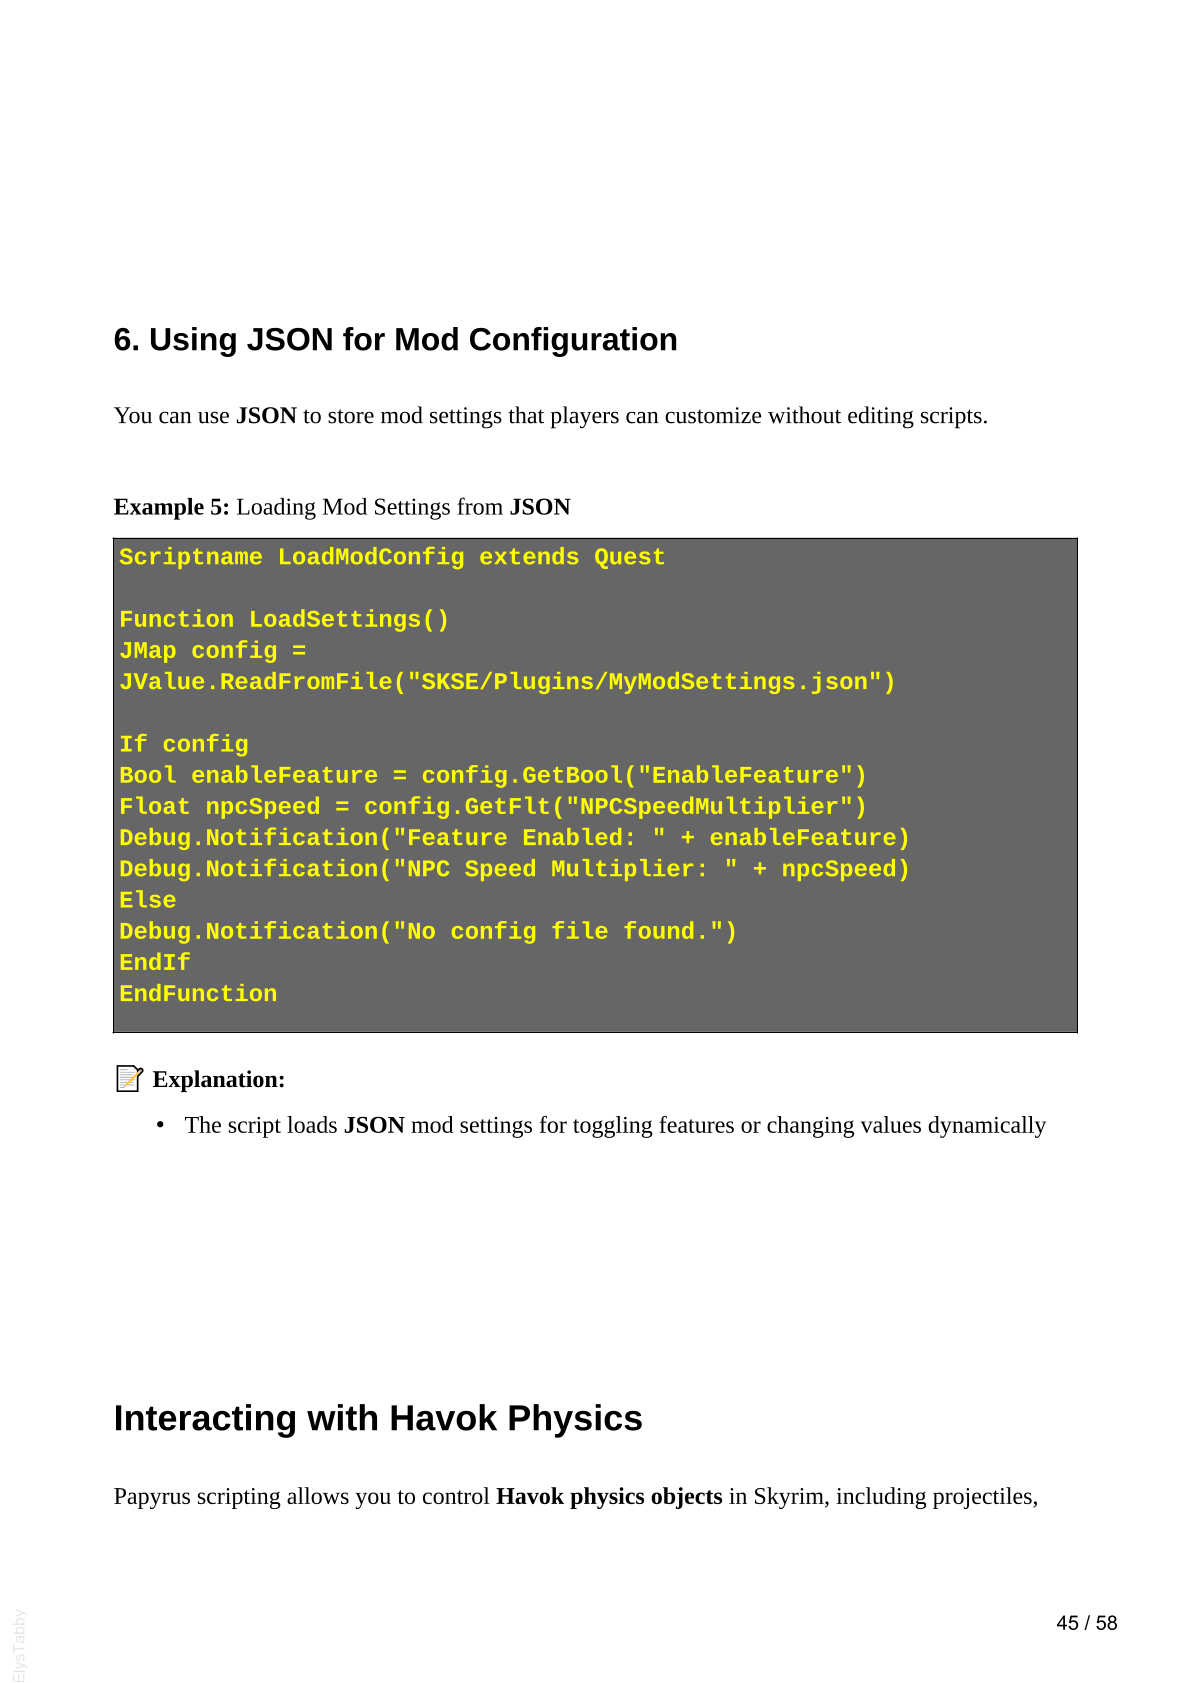 6. Using JSON for Mod Configuration
You can use JSON to store mod settings that players can customize without editing scripts.
Example 5: Loading Mod Settings from JSON
Scriptname LoadModConfig extends Quest
Function LoadSettings()
JMap config =
JValue.ReadFromFile("SKSE/Plugins/MyModSettings.json")
If config
Bool enableFeature = config.GetBool("EnableFeature")
Float npcSpeed = config.GetFlt("NPCSpeedMultiplier")
Debug.Notification("Feature Enabled: " + enableFeature)
Debug.Notification("NPC Speed Multiplier: " + npcSpeed)
Else
Debug.Notification("No config file found.")
EndIf
EndFunction
📝 Explanation:
• The script loads JSON mod settings for toggling features or changing values dynamically
Interacting with Havok Physics
Papyrus scripting allows you to control Havok physics objects in Skyrim, including projectiles,
45 / 58
ElysTabby